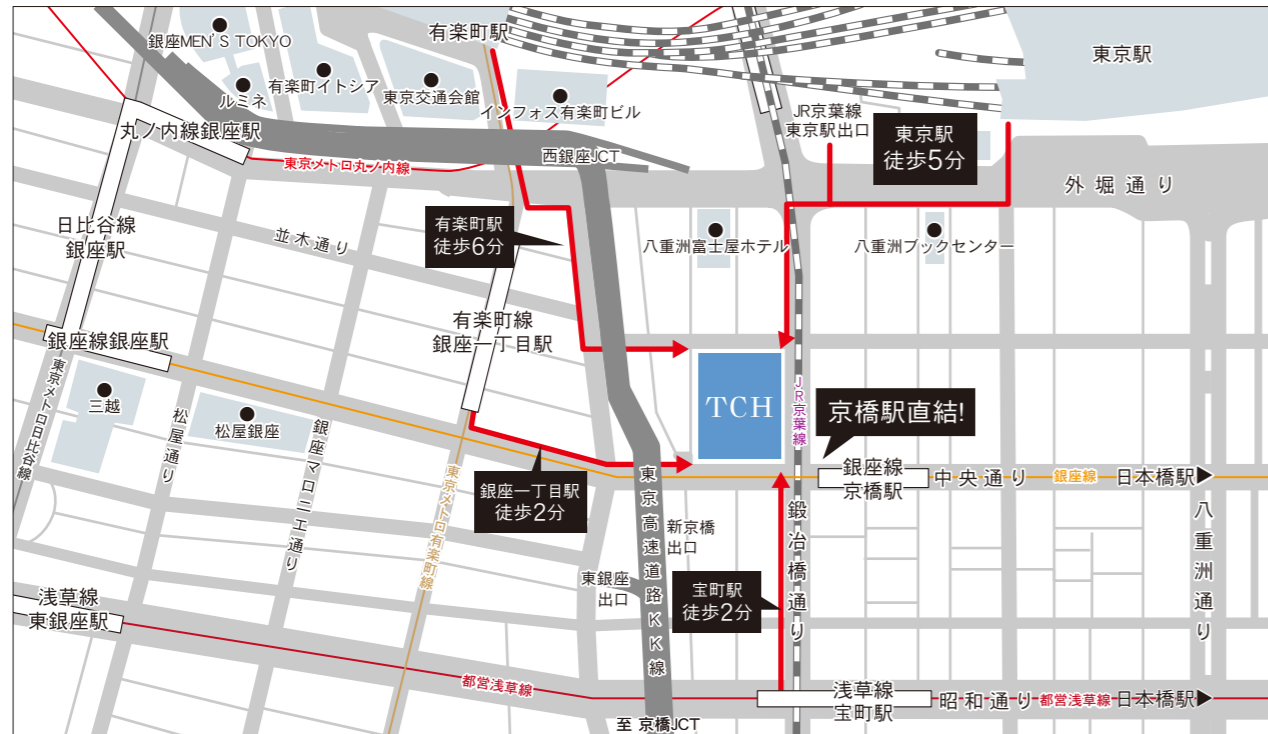 有楽町駅
銀座MEN'S TOKYO
有楽町イトシア
東京交通会館
ルミネ
インフォス有楽町ビル
東京駅
JR京葉線
東京駅出口
東京駅
徒歩5分
丸ノ内線銀座駅
東京メトロ丸ノ内線
西銀座JCT
外堀通り
日比谷線
銀座駅
並木通り
有楽町駅
徒歩6分
八重洲富士屋ホテル
八重洲ブックセンター
有楽町線
銀座一丁目駅
銀座線銀座駅
三越
松屋銀座
東京メトロ日比谷線
松屋通り
銀座マロニエ通り
東京メトロ有楽町線
TCH
JR京葉線
京橋駅直結!
銀座線
京橋駅
中央通り
銀座線
日本橋駅▶
銀座一丁目駅
徒歩2分
東京高速道路KK線
新京橋
出口
東銀座
出口
鍛冶橋通り
八重洲通り
宝町駅
徒歩2分
浅草線
東銀座駅
都営浅草線
浅草線
宝町駅
昭和通り
都営浅草線
日本橋駅▶
至 京橋JCT